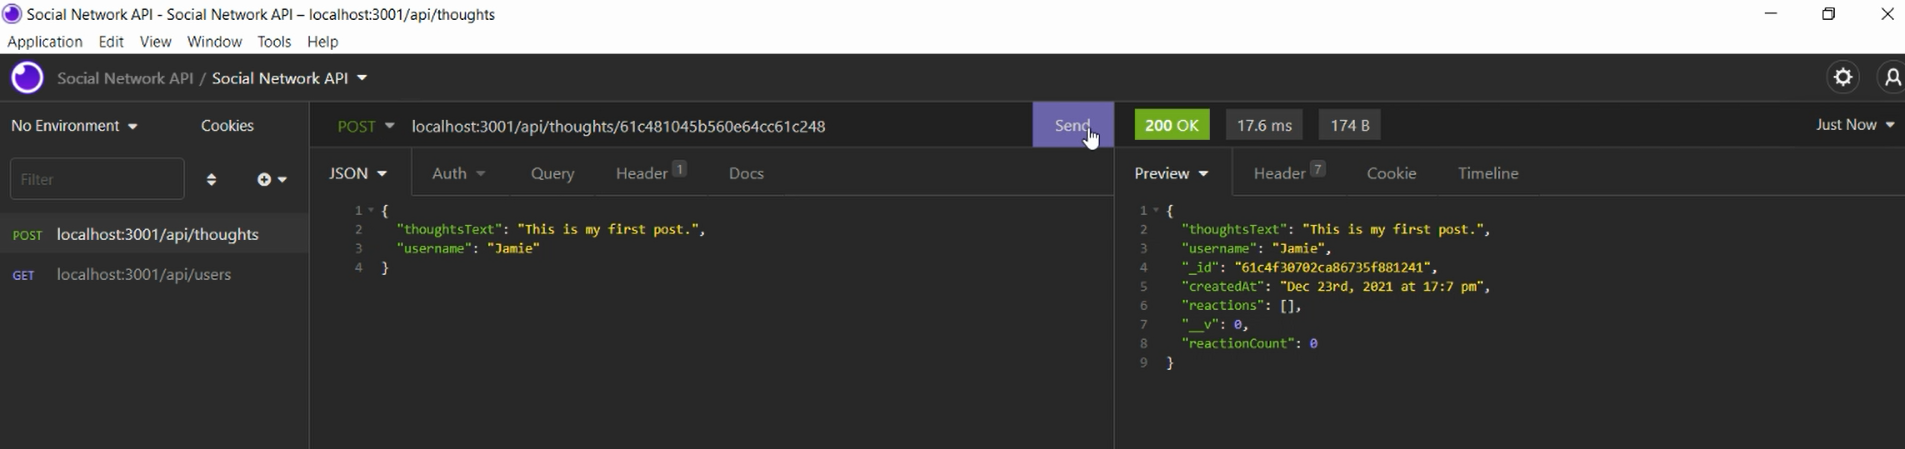 Social Network API - Social Network API – localhost:3001/api/thoughts
Application Edit View Window Tools Help
Social Network API / Social Network API
No Environment Cookies
POST localhost:3001/api/thoughts/61c481045b560e64cc61c248 Send
200 OK 17.6 ms 174 B Just Now
Filter
JSON Auth Query Header 1 Docs
Preview Header 7 Cookie Timeline
POST localhost:3001/api/thoughts
GET localhost:3001/api/users
1 {
2 "thoughtsText": "This is my first post.",
3 "username": "Jamie"
4 }
1 {
2 "thoughtsText": "This is my first post.",
3 "username": "Jamie",
4 "_id": "61c4f30702ca86735f881241",
5 "createdAt": "Dec 23rd, 2021 at 17:7 pm",
6 "reactions": [],
7 "__v": 0,
8 "reactionCount": 0
9 }